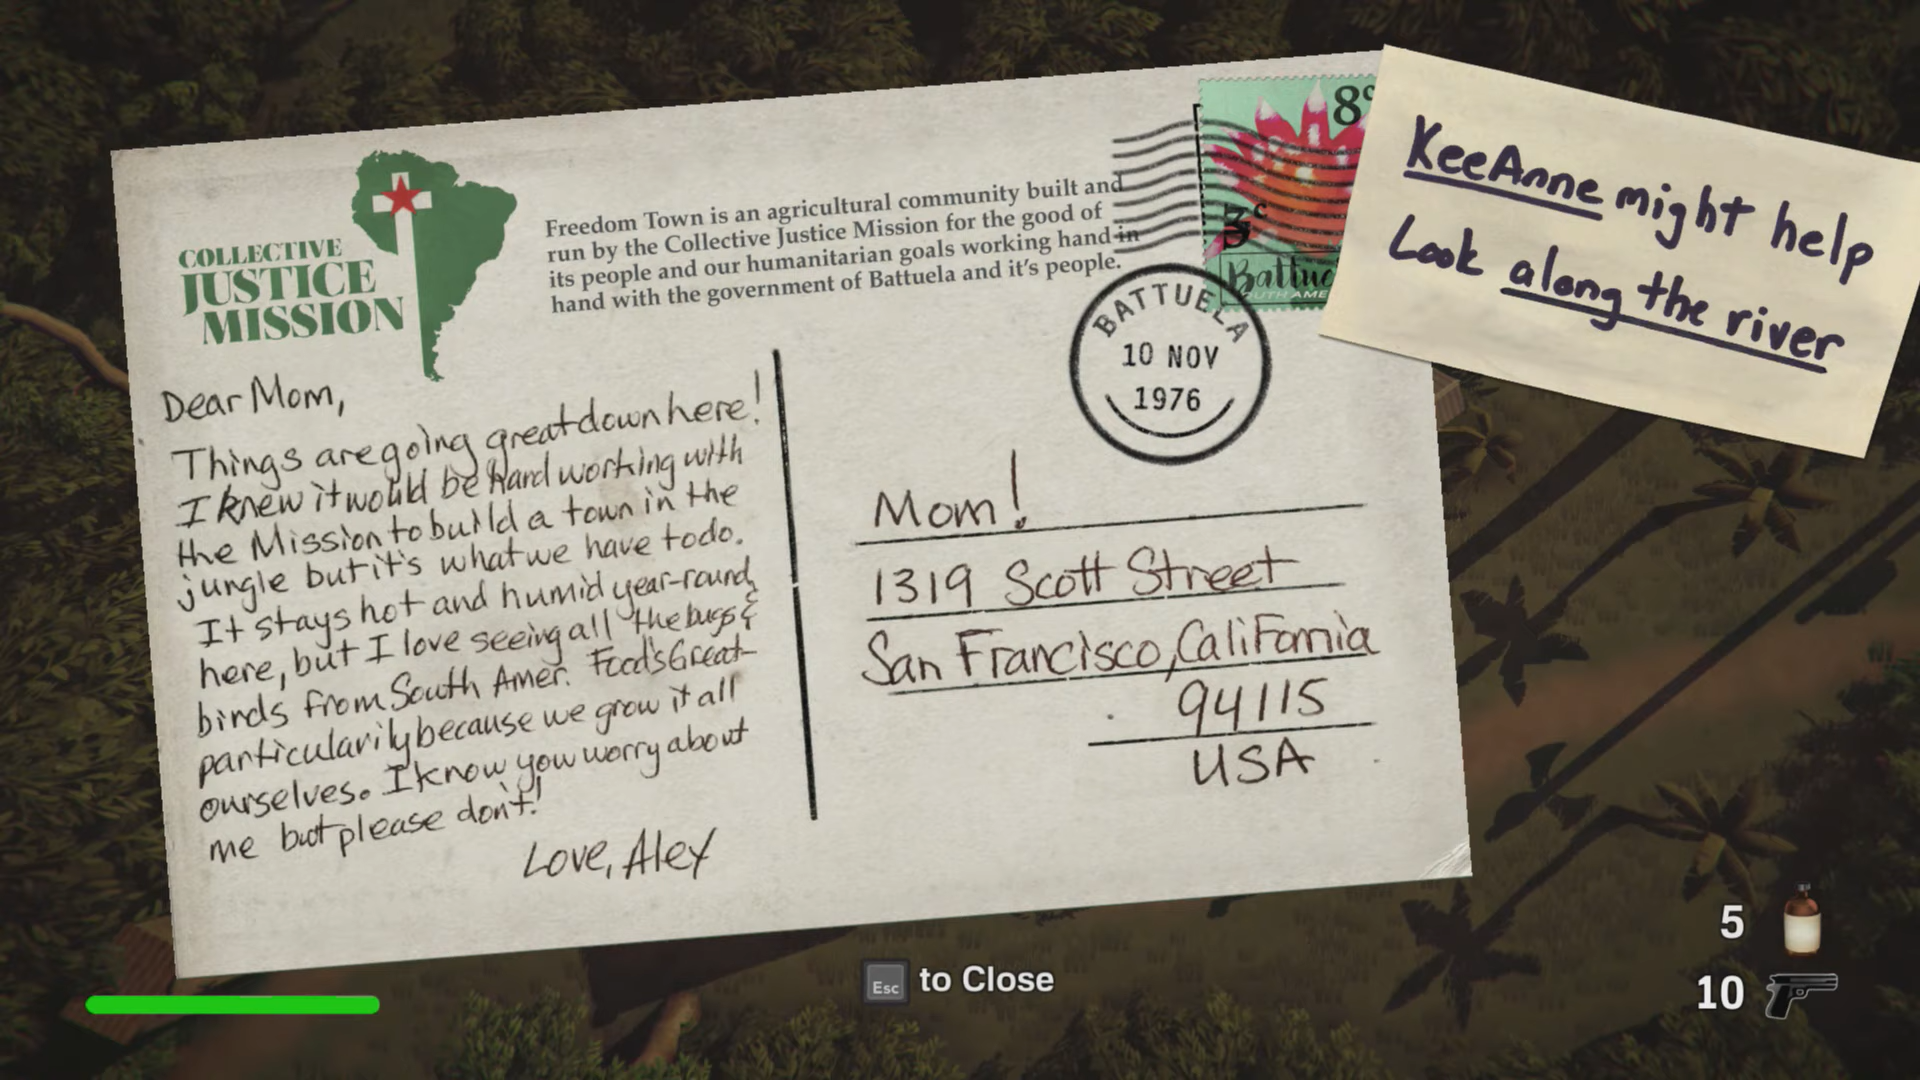 COLLECTIVE
JUSTICE
MISSION
Freedom Town is an agricultural community built and
run by the Collective Justice Mission for the good of
its people and our humanitarian goals working hand in
hand with the government of Battuela and it's people.
8c
3c
Battue
UTH AME
BATTUELA
10 NOV
1976
KeeAnne might help
Look along the river
Dear Mom,
Things are going great down here!
I knew it would be hard working with
the Mission to build a town in the
jungle but it's what we have to do.
It stays hot and humid year-round
here, but I love seeing all the bugs &
birds from South Amer. Food's Great-
particularily because we grow it all
ourselves. I know you worry about
me but please don't!
Love, Alex
Mom!
1319 Scott Street
San Francisco, California
94115
USA
5
10
Esc to Close